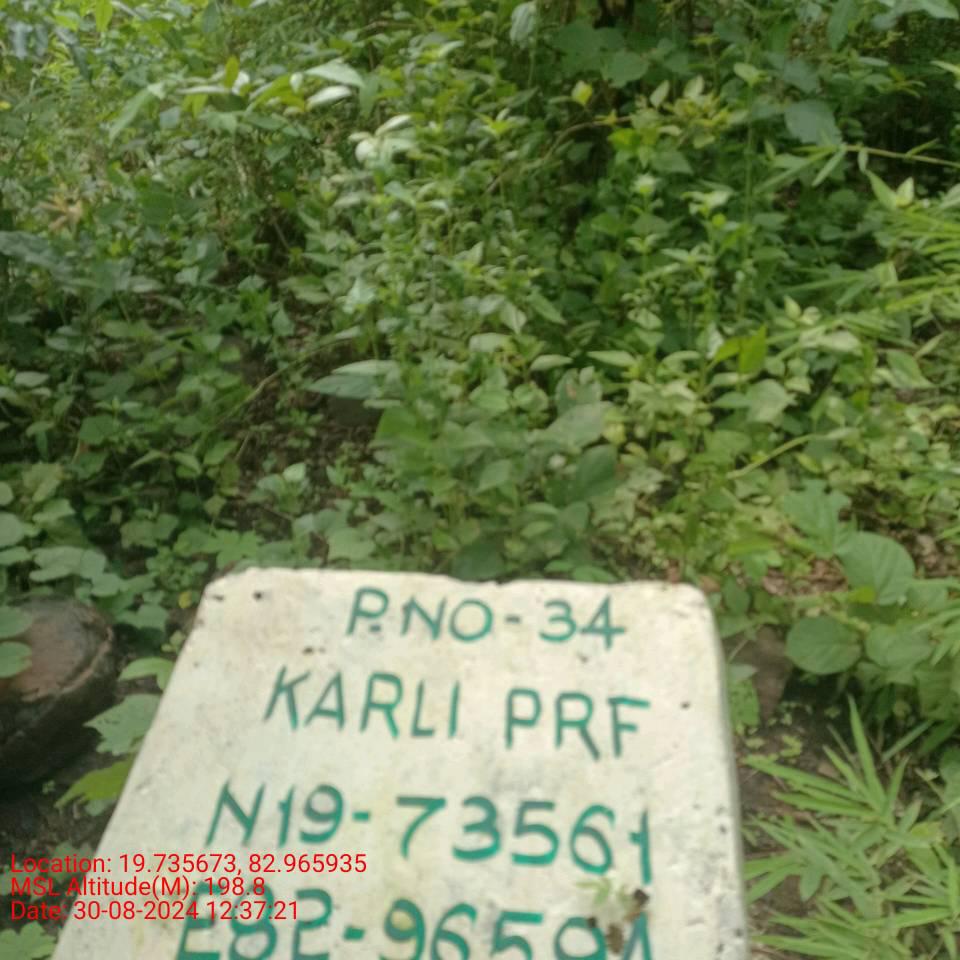 P.NO-34
KARLI PRF
N19-73561
E82-96594
Location: 19.735673, 82.965935
MSL Altitude(M): 198.8
Date: 30-08-2024 12:37:21